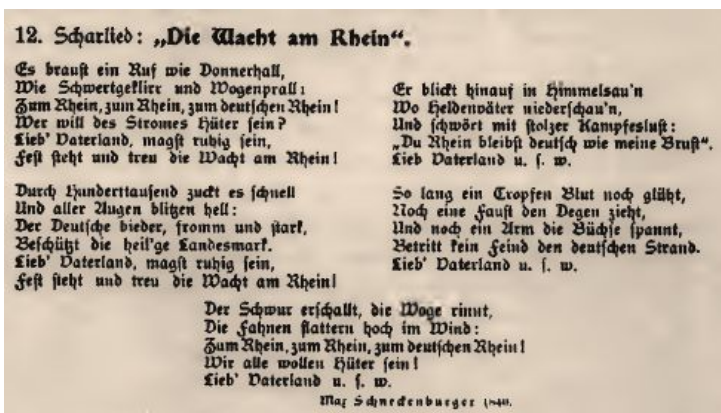 12. Scharlied: „Die Wacht am Rhein“.
Es braust ein Ruf wie Donnerhall,
Wie Schwertgeklirr und Wogenprall:
Zum Rhein, zum Rhein, zum deutschen Rhein!
Wer will des Stromes Hüter sein?
Lieb' Vaterland, magst ruhig sein,
Fest steht und treu die Wacht am Rhein!
Durch Hunderttausend zuckt es schnell
Und aller Augen blitzen hell:
Der Deutsche bieder, fromm und stark,
Beschützt die heil'ge Landesmark.
Lieb' Vaterland, magst ruhig sein,
Fest steht und treu die Wacht am Rhein!
Er blickt hinauf in Himmelsau'n
Wo Heldenväter niederschau'n,
Und schwört mit stolzer Kampfeslust:
„Du Rhein bleibst deutsch wie meine Brust“.
Lieb Vaterland u. s. w.
So lang ein Tropfen Blut noch glüht,
Noch eine Faust den Degen zieht,
Und noch ein Arm die Büchse spannt,
Betritt kein Feind den deutschen Strand.
Lieb' Vaterland u. s. w.
Der Schwur erschallt, die Woge rinnt,
Die Fahnen flattern hoch im Wind:
Zum Rhein, zum Rhein, zum deutschen Rhein!
Wir alle wollen Hüter sein!
Lieb' Vaterland u. s. w.
Max Schneckenburger 1840.